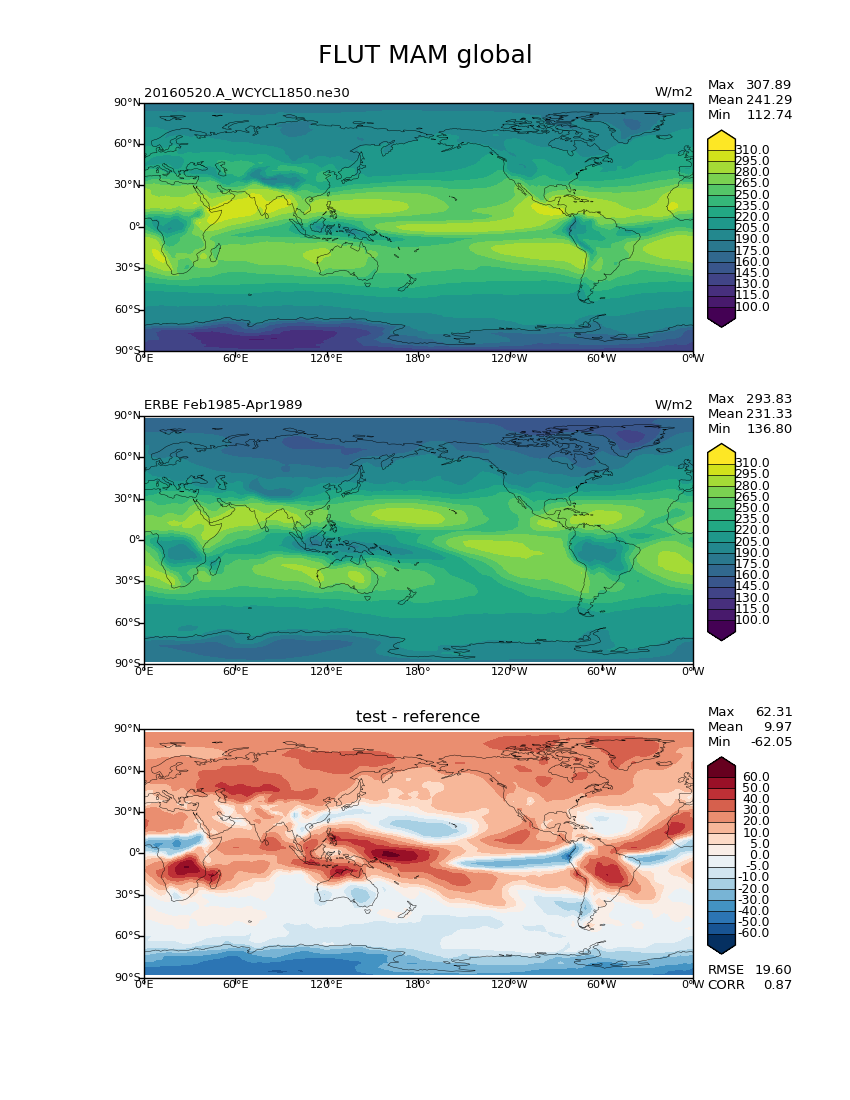 FLUT MAM global
20160520.A_WCYCL1850.ne30 W/m2
Max 307.89
Mean 241.29
Min 112.74
90°N
60°N
30°N
0°
30°S
60°S
90°S
0°E 60°E 120°E 180° 120°W 60°W 0°W
310.0
295.0
280.0
265.0
250.0
235.0
220.0
205.0
190.0
175.0
160.0
145.0
130.0
115.0
100.0
ERBE Feb1985-Apr1989 W/m2
Max 293.83
Mean 231.33
Min 136.80
90°N
60°N
30°N
0°
30°S
60°S
90°S
0°E 60°E 120°E 180° 120°W 60°W 0°W
310.0
295.0
280.0
265.0
250.0
235.0
220.0
205.0
190.0
175.0
160.0
145.0
130.0
115.0
100.0
test - reference
Max 62.31
Mean 9.97
Min -62.05
90°N
60°N
30°N
0°
30°S
60°S
90°S
0°E 60°E 120°E 180° 120°W 60°W 0°W
60.0
50.0
40.0
30.0
20.0
10.0
5.0
0.0
-5.0
-10.0
-20.0
-30.0
-40.0
-50.0
-60.0
RMSE 19.60
CORR 0.87